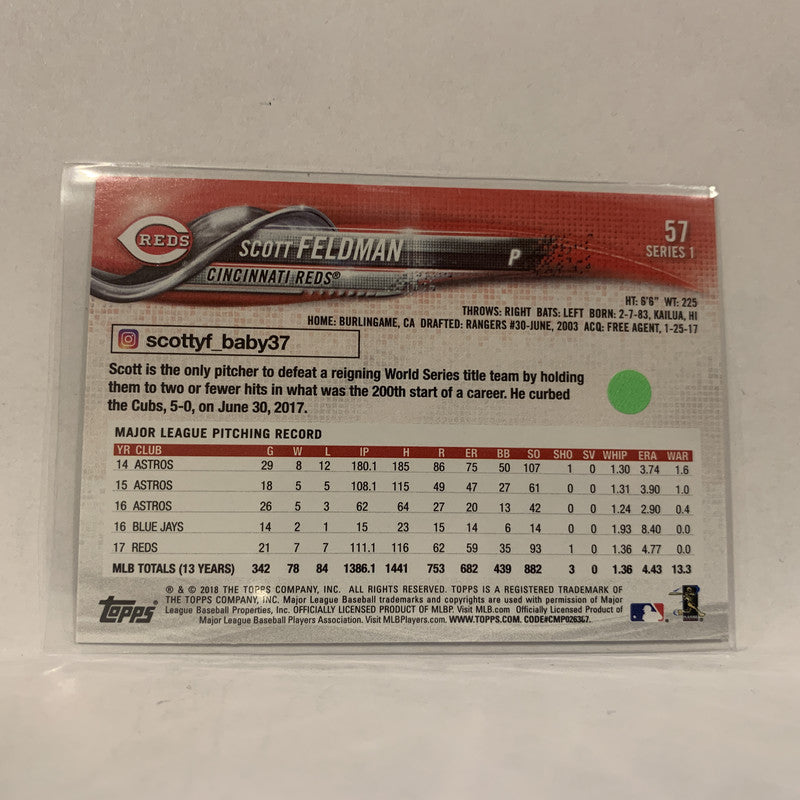 REDS
SCOTT FELDMAN
P
57
SERIES 1
CINCINNATI REDS®
HT: 6'6" WT: 225
THROWS: RIGHT BATS: LEFT BORN: 2-7-83, KAILUA, HI
HOME: BURLINGAME, CA DRAFTED: RANGERS #30-JUNE, 2003 ACQ: FREE AGENT, 1-25-17
scottyf_baby37
Scott is the only pitcher to defeat a reigning World Series title team by holding
them to two or fewer hits in what was the 200th start of a career. He curbed
the Cubs, 5-0, on June 30, 2017.
MAJOR LEAGUE PITCHING RECORD
YR CLUB G W L IP H R ER BB SO SHO SV WHIP ERA WAR
14 ASTROS 29 8 12 180.1 185 86 75 50 107 1 0 1.30 3.74 1.6
15 ASTROS 18 5 5 108.1 115 49 47 27 61 0 0 1.31 3.90 1.0
16 ASTROS 26 5 3 62 64 27 20 13 42 0 0 1.24 2.90 0.4
16 BLUE JAYS 14 2 1 15 23 15 14 6 14 0 0 1.93 8.40 0.0
17 REDS 21 7 7 111.1 116 62 59 35 93 1 0 1.36 4.77 0.0
MLB TOTALS (13 YEARS) 342 78 84 1386.1 1441 753 682 439 882 3 0 1.36 4.43 13.3
® & © 2018 THE TOPPS COMPANY, INC. ALL RIGHTS RESERVED. TOPPS IS A REGISTERED TRADEMARK OF
THE TOPPS COMPANY, INC. Major League Baseball trademarks and copyrights are used with permission of Major
League Baseball Properties, Inc. OFFICIALLY LICENSED PRODUCT OF MLBP. Visit MLB.com Officially Licensed Product of
Major League Baseball Players Association. Visit MLBPlayers.com. WWW.TOPPS.COM. CODE#CMP026367.
topps